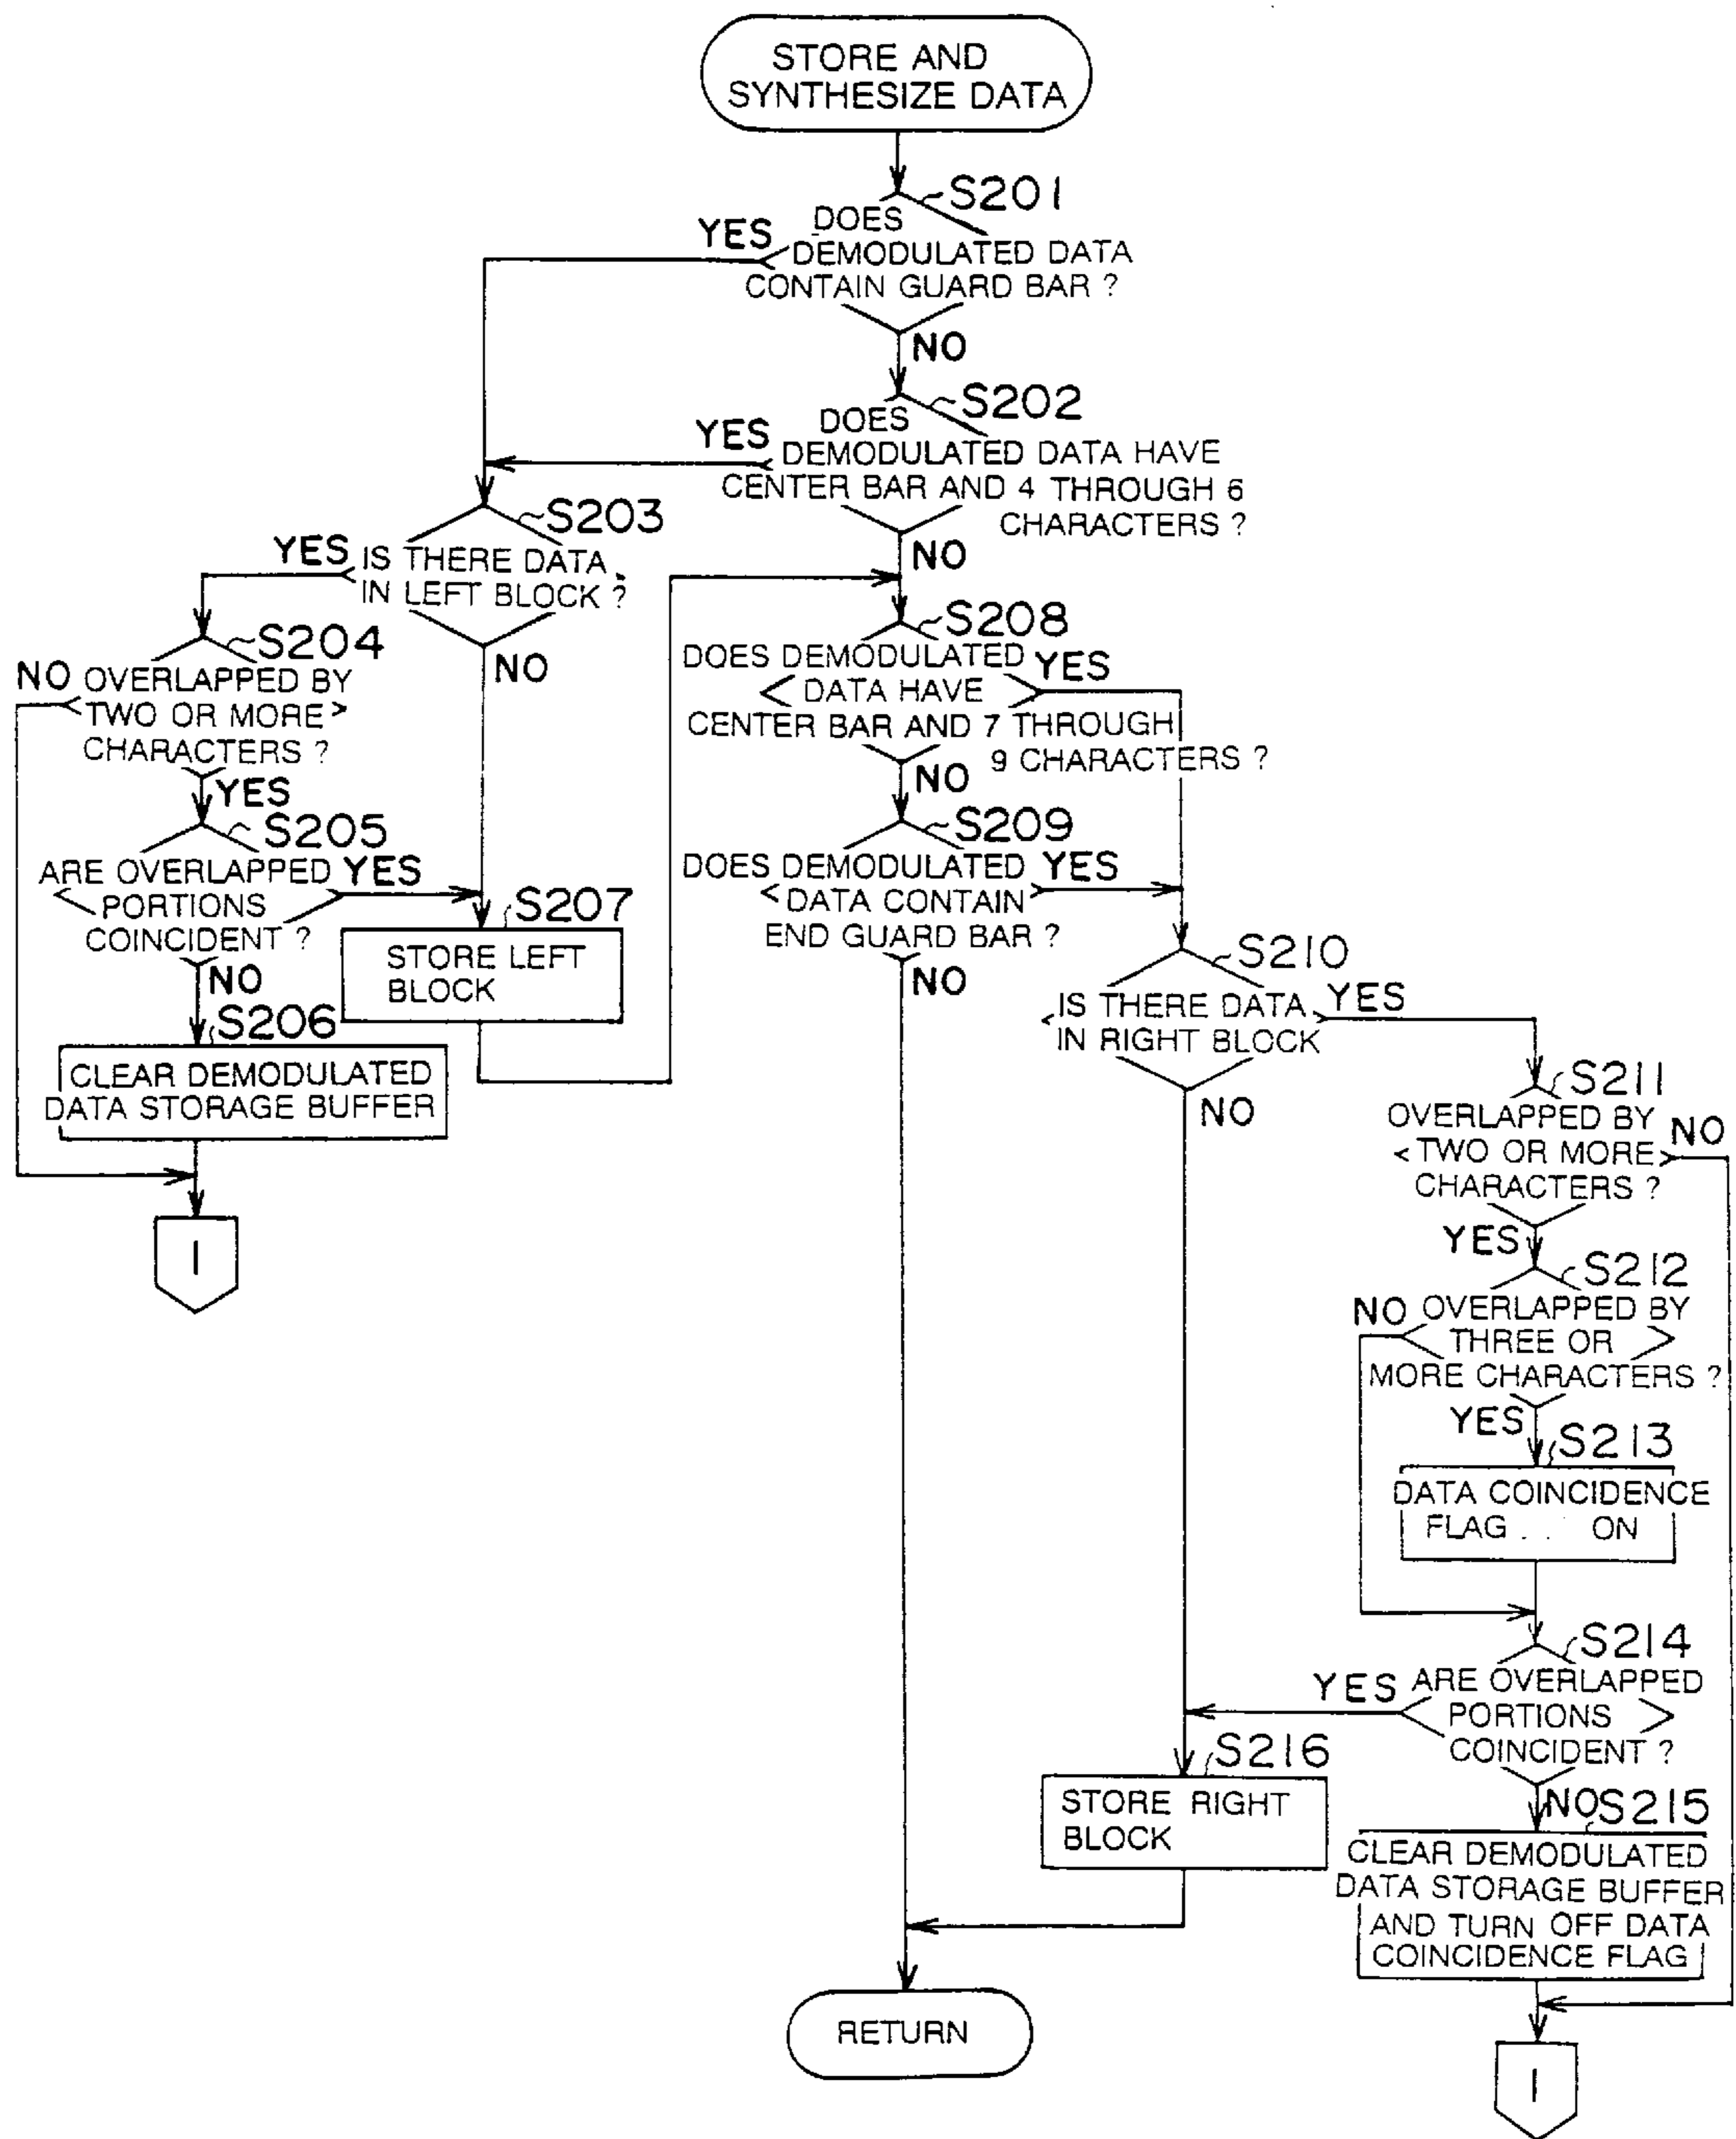 STORE AND
SYNTHESIZE DATA
S201
DOES
DEMODULATED DATA
CONTAIN GUARD BAR ?
YES
NO
S202
DOES
DEMODULATED DATA HAVE
CENTER BAR AND 4 THROUGH 6
CHARACTERS ?
YES
NO
S203
IS THERE DATA
IN LEFT BLOCK ?
YES
NO
S204
OVERLAPPED BY
TWO OR MORE
CHARACTERS ?
NO
YES
S205
ARE OVERLAPPED
PORTIONS
COINCIDENT ?
YES
NO
S206
CLEAR DEMODULATED
DATA STORAGE BUFFER
I
S207
STORE LEFT
BLOCK
S208
DOES DEMODULATED
DATA HAVE
CENTER BAR AND 7 THROUGH
9 CHARACTERS ?
YES
NO
S209
DOES DEMODULATED
DATA CONTAIN
END GUARD BAR ?
YES
NO
S210
IS THERE DATA
IN RIGHT BLOCK
YES
NO
S211
OVERLAPPED BY
TWO OR MORE
CHARACTERS ?
NO
YES
S212
OVERLAPPED BY
THREE OR
MORE CHARACTERS ?
NO
YES
S213
DATA COINCIDENCE
FLAG . . ON
S214
ARE OVERLAPPED
PORTIONS
COINCIDENT ?
YES
NO
S215
CLEAR DEMODULATED
DATA STORAGE BUFFER
AND TURN OFF DATA
COINCIDENCE FLAG
I
S216
STORE RIGHT
BLOCK
RETURN